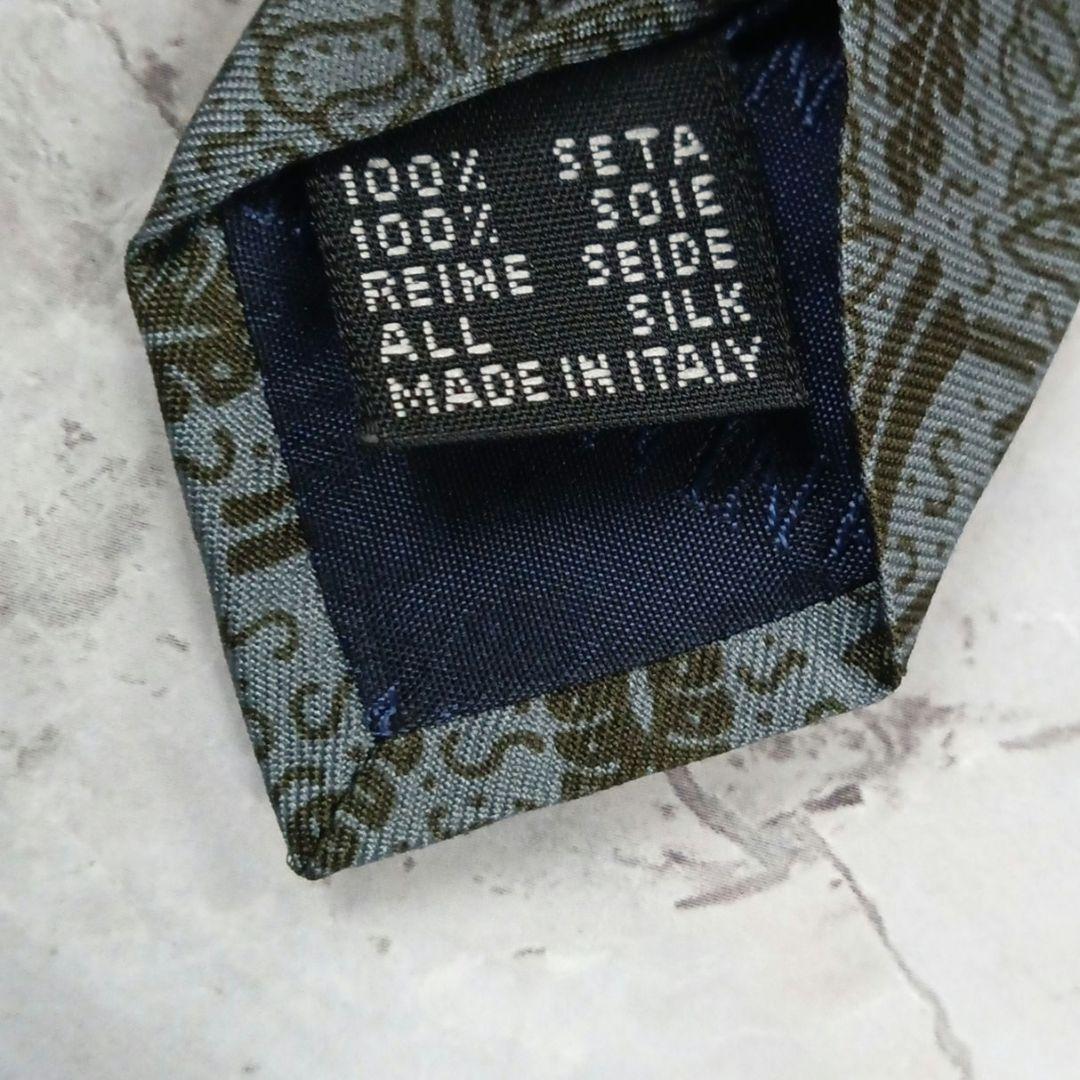 100% SETA
100% SOIE
REINE SEIDE
ALL SILK
MADE IN ITALY